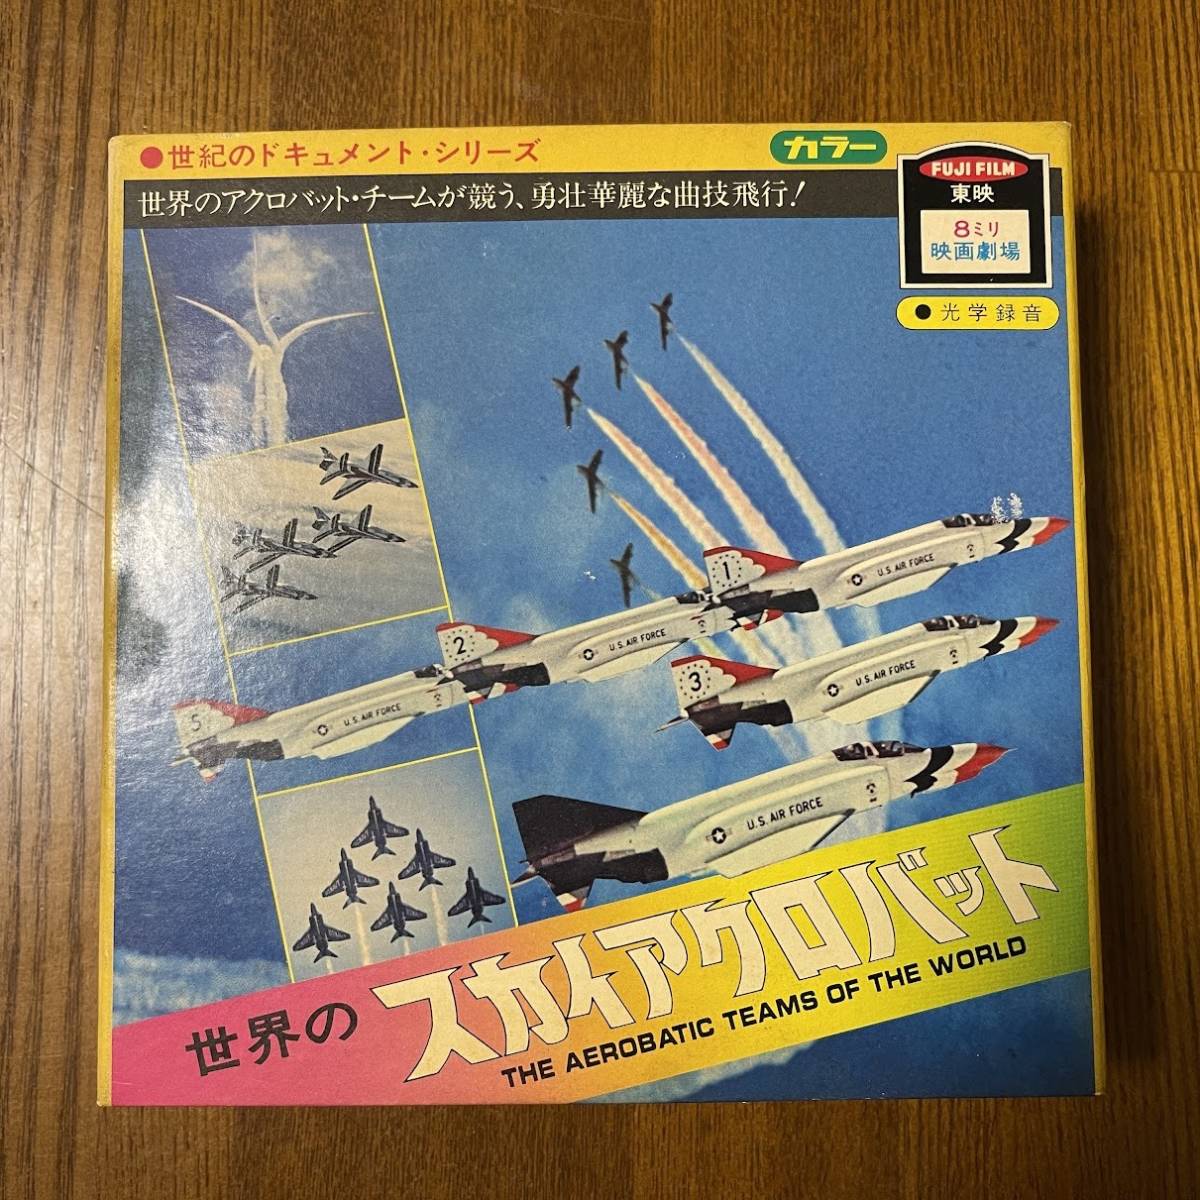 ●世紀のドキュメント・シリーズ
カラー
世界のアクロバット・チームが競う、勇壮華麗な曲技飛行!
FUJI FILM
東映
8ミリ
映画劇場
●光学録音
1
U.S. AIR FORCE
2
U.S. AIR FORCE
3
U.S. AIR FORCE
5
U.S. AIR FORCE
U.S. AIR FORCE
世界の
スカイアクロバット
THE AEROBATIC TEAMS OF THE WORLD